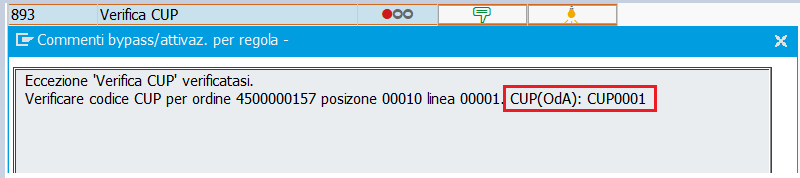 893 Verifica CUP
Commenti bypass/attivaz. per regola -
Eccezione 'Verifica CUP' verificatasi.
Verificare codice CUP per ordine 4500000157 posizone 00010 linea 00001. CUP(OdA): CUP0001